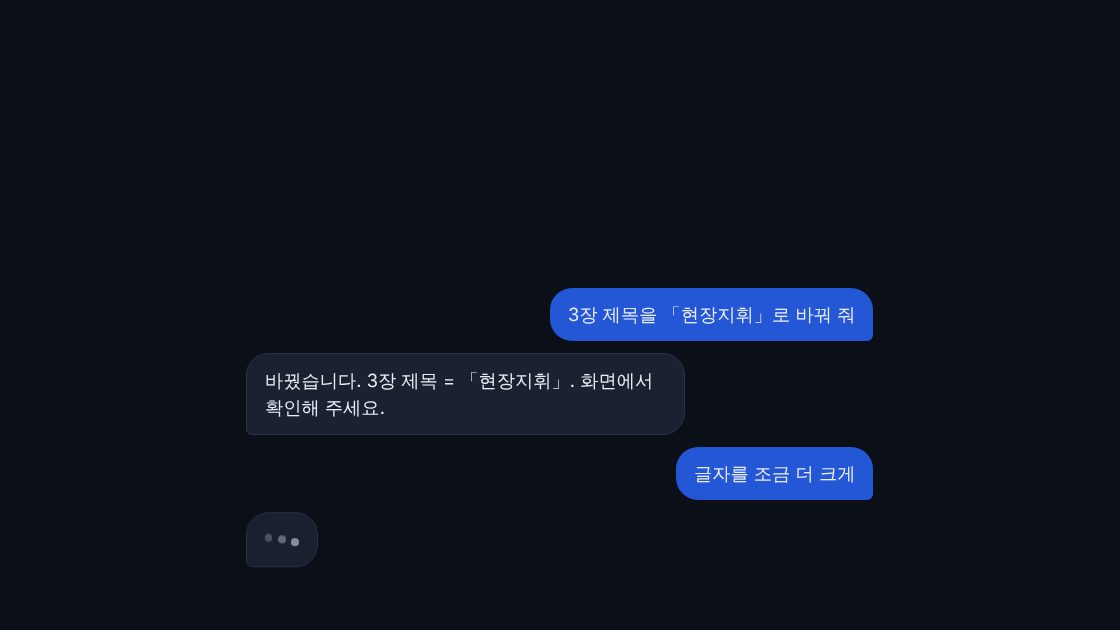 3장 제목을 「현장지휘」로 바꿔 줘
바꿨습니다. 3장 제목 = 「현장지휘」. 화면에서
확인해 주세요.
글자를 조금 더 크게